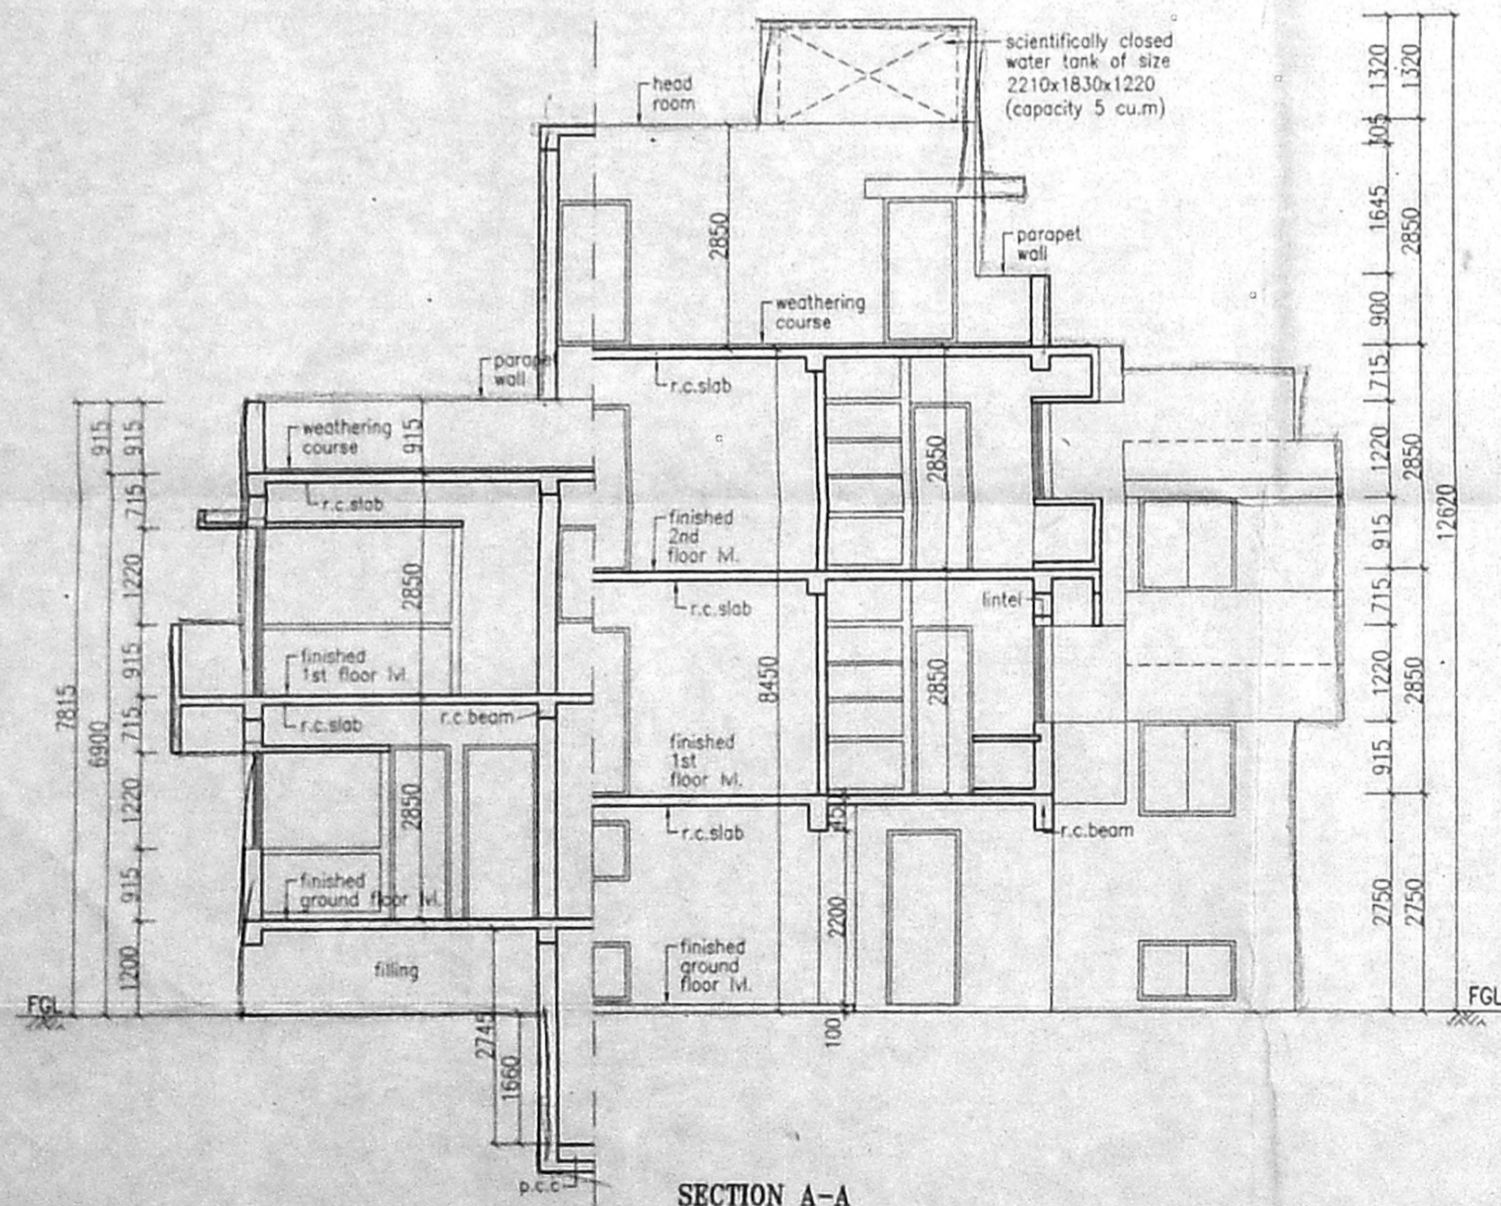 scientifically closed
water tank of size
2210x1830x1220
(capacity 5 cu.m)
head
room
parapet
wall
weathering
course
2850
r.c.slab
parapet
wall
weathering
course
915
r.c.slab
finished
2nd
floor lvl.
r.c.slab
lintel
2850
2850
finished
1st floor lvl.
r.c.slab
r.c.beam
8450
2850
finished
1st
floor lvl.
r.c.slab
450
r.c.beam
2850
finished
ground floor lvl.
finished
ground
floor lvl.
2200
100
filling
2745
1660
p.c.c
FGL
FGL
7815
915
6900
915
715
1220
915
715
1220
915
1200
1320
305
1645
900
715
1220
915
715
1220
915
2750
1320
2850
2850
2850
2750
12620
SECTION A-A